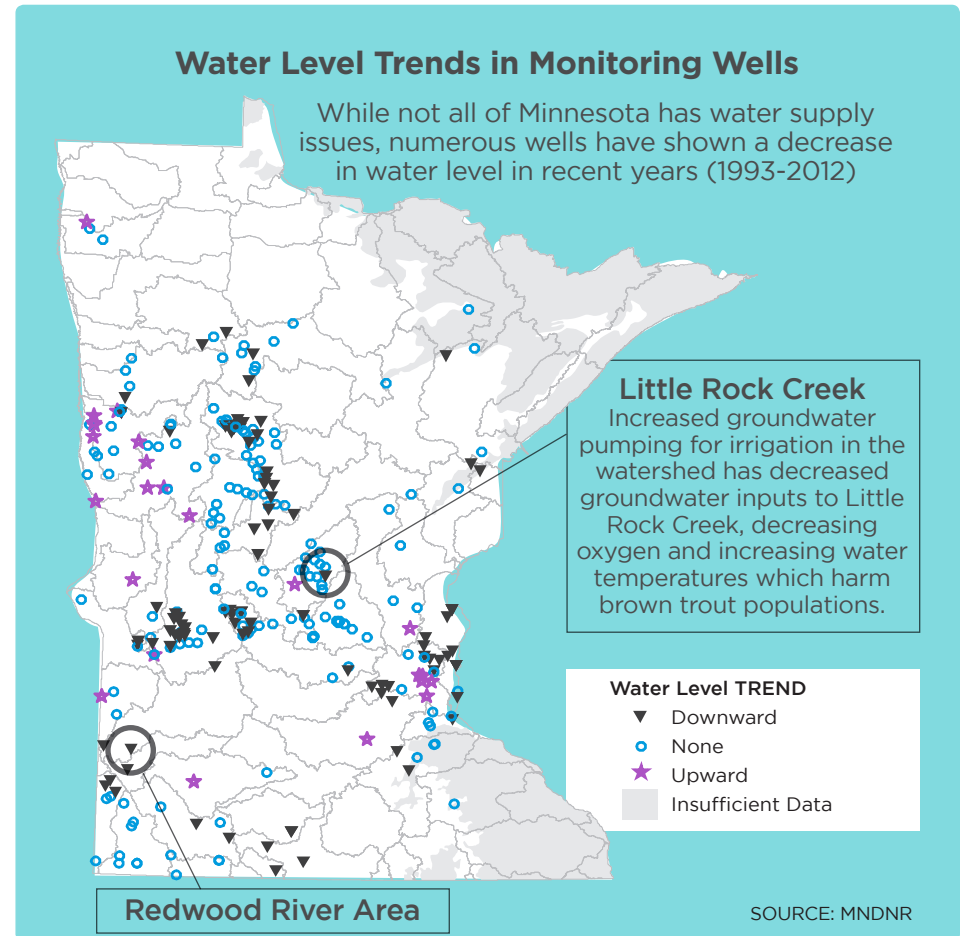 Water Level Trends in Monitoring Wells
While not all of Minnesota has water supply
issues, numerous wells have shown a decrease
in water level in recent years (1993-2012)
Little Rock Creek
Increased groundwater
pumping for irrigation in the
watershed has decreased
groundwater inputs to Little
Rock Creek, decreasing
oxygen and increasing water
temperatures which harm
brown trout populations.
Water Level TREND
Downward
None
Upward
Insufficient Data
Redwood River Area
SOURCE: MNDNR